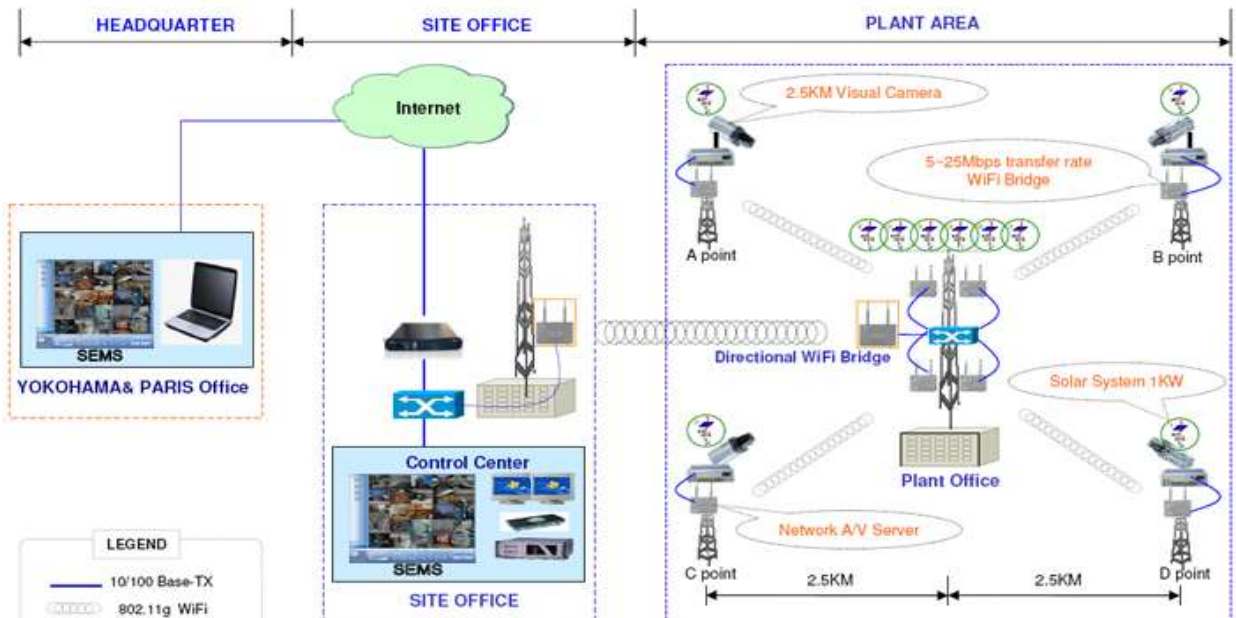 HEADQUARTER
SITE OFFICE
PLANT AREA
Internet
2.5KM Visual Camera
5~25Mbps transfer rate
WiFi Bridge
A point
B point
SEMS
YOKOHAMA& PARIS Office
Directional WiFi Bridge
Solar System 1KW
Control Center
SEMS
SITE OFFICE
Plant Office
Network A/V Server
C point
D point
2.5KM
2.5KM
LEGEND
10/100 Base-TX
802.11g WiFi